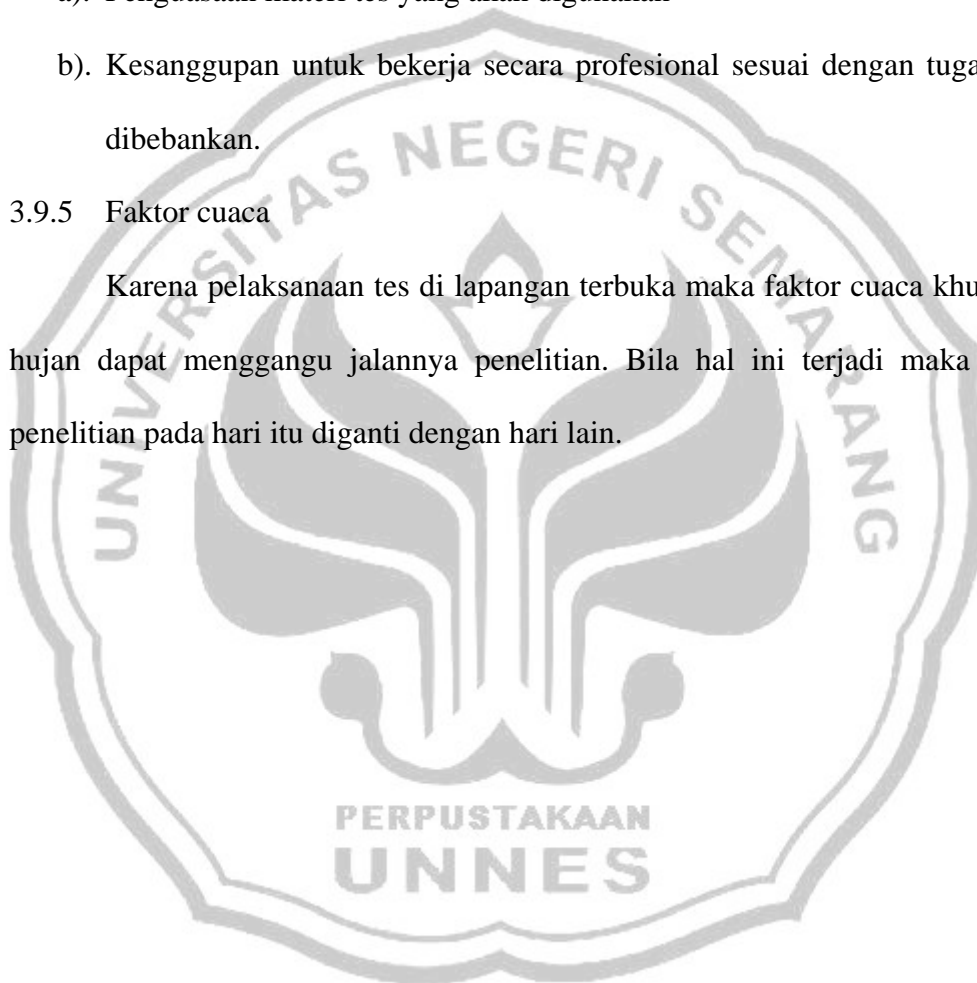 b). Kesanggupan untuk bekerja secara profesional sesuai dengan
dibebankan.
3.9.5 Faktor cuaca
Karena pelaksanaan tes di lapangan terbuka maka faktor cuaca
hujan dapat menggangu jalannya penelitian. Bila hal ini terjadi maka
penelitian pada hari itu diganti dengan hari lain.
UNIVERSITAS NEGERI SEMARANG
PERPUSTAKAAN
UNNES